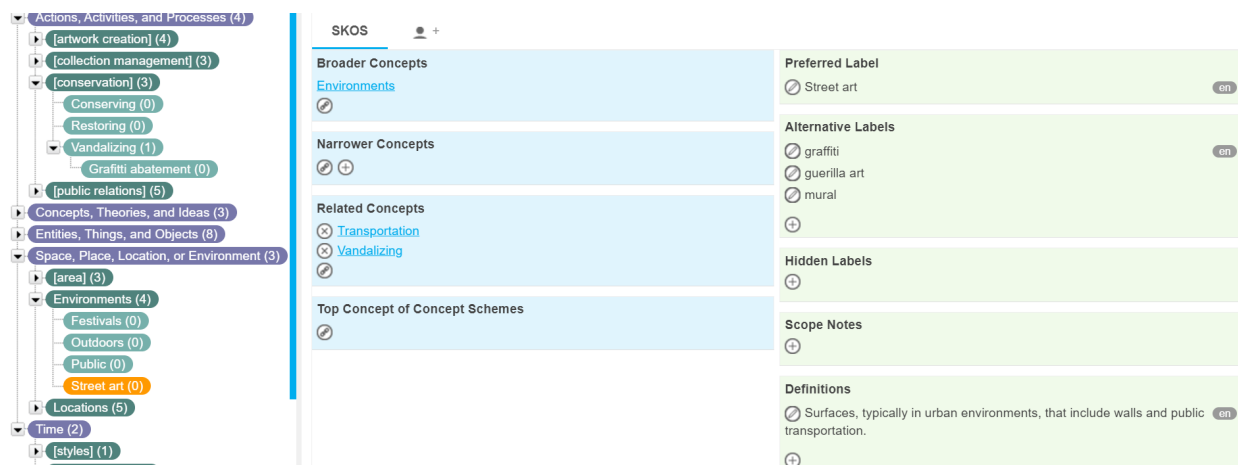 Actions, Activities, and Processes (4)
[artwork creation] (4)
[collection management] (3)
[conservation] (3)
Conserving (0)
Restoring (0)
Vandalizing (1)
Grafitti abatement (0)
[public relations] (5)
Concepts, Theories, and Ideas (3)
Entities, Things, and Objects (8)
Space, Place, Location, or Environment (3)
[area] (3)
Environments (4)
Festivals (0)
Outdoors (0)
Public (0)
Street art (0)
Locations (5)
Time (2)
[styles] (1)
SKOS
Broader Concepts
Environments
Narrower Concepts
Related Concepts
Transportation
Vandalizing
Top Concept of Concept Schemes
Preferred Label
Street art en
Alternative Labels
graffiti en
guerilla art
mural
Hidden Labels
Scope Notes
Definitions
Surfaces, typically in urban environments, that include walls and public en
transportation.